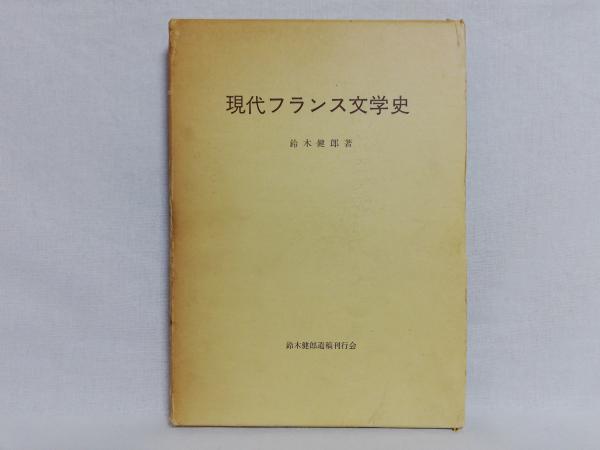 現代フランス文学史
鈴木健郎著
鈴木健郎遺稿刊行会